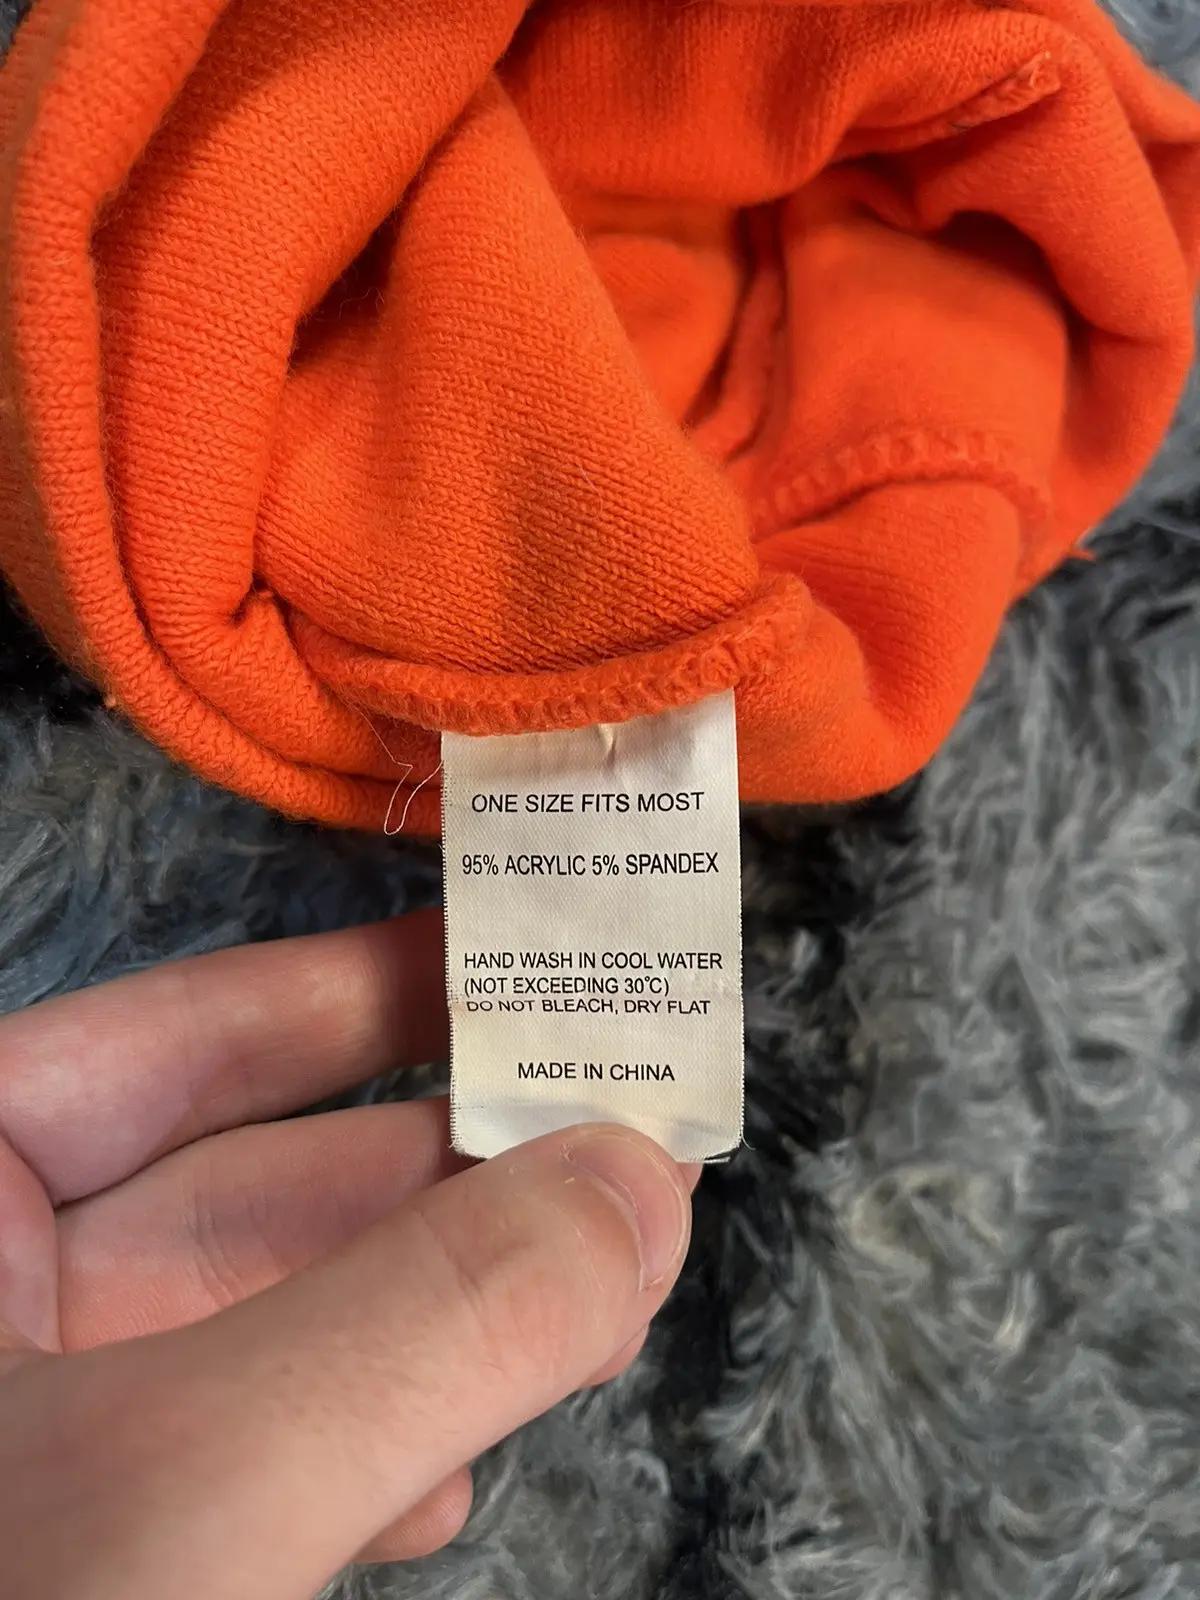 ONE SIZE FITS MOST
95% ACRYLIC 5% SPANDEX
HAND WASH IN COOL WATER
(NOT EXCEEDING 30℃)
DO NOT BLEACH, DRY FLAT
MADE IN CHINA